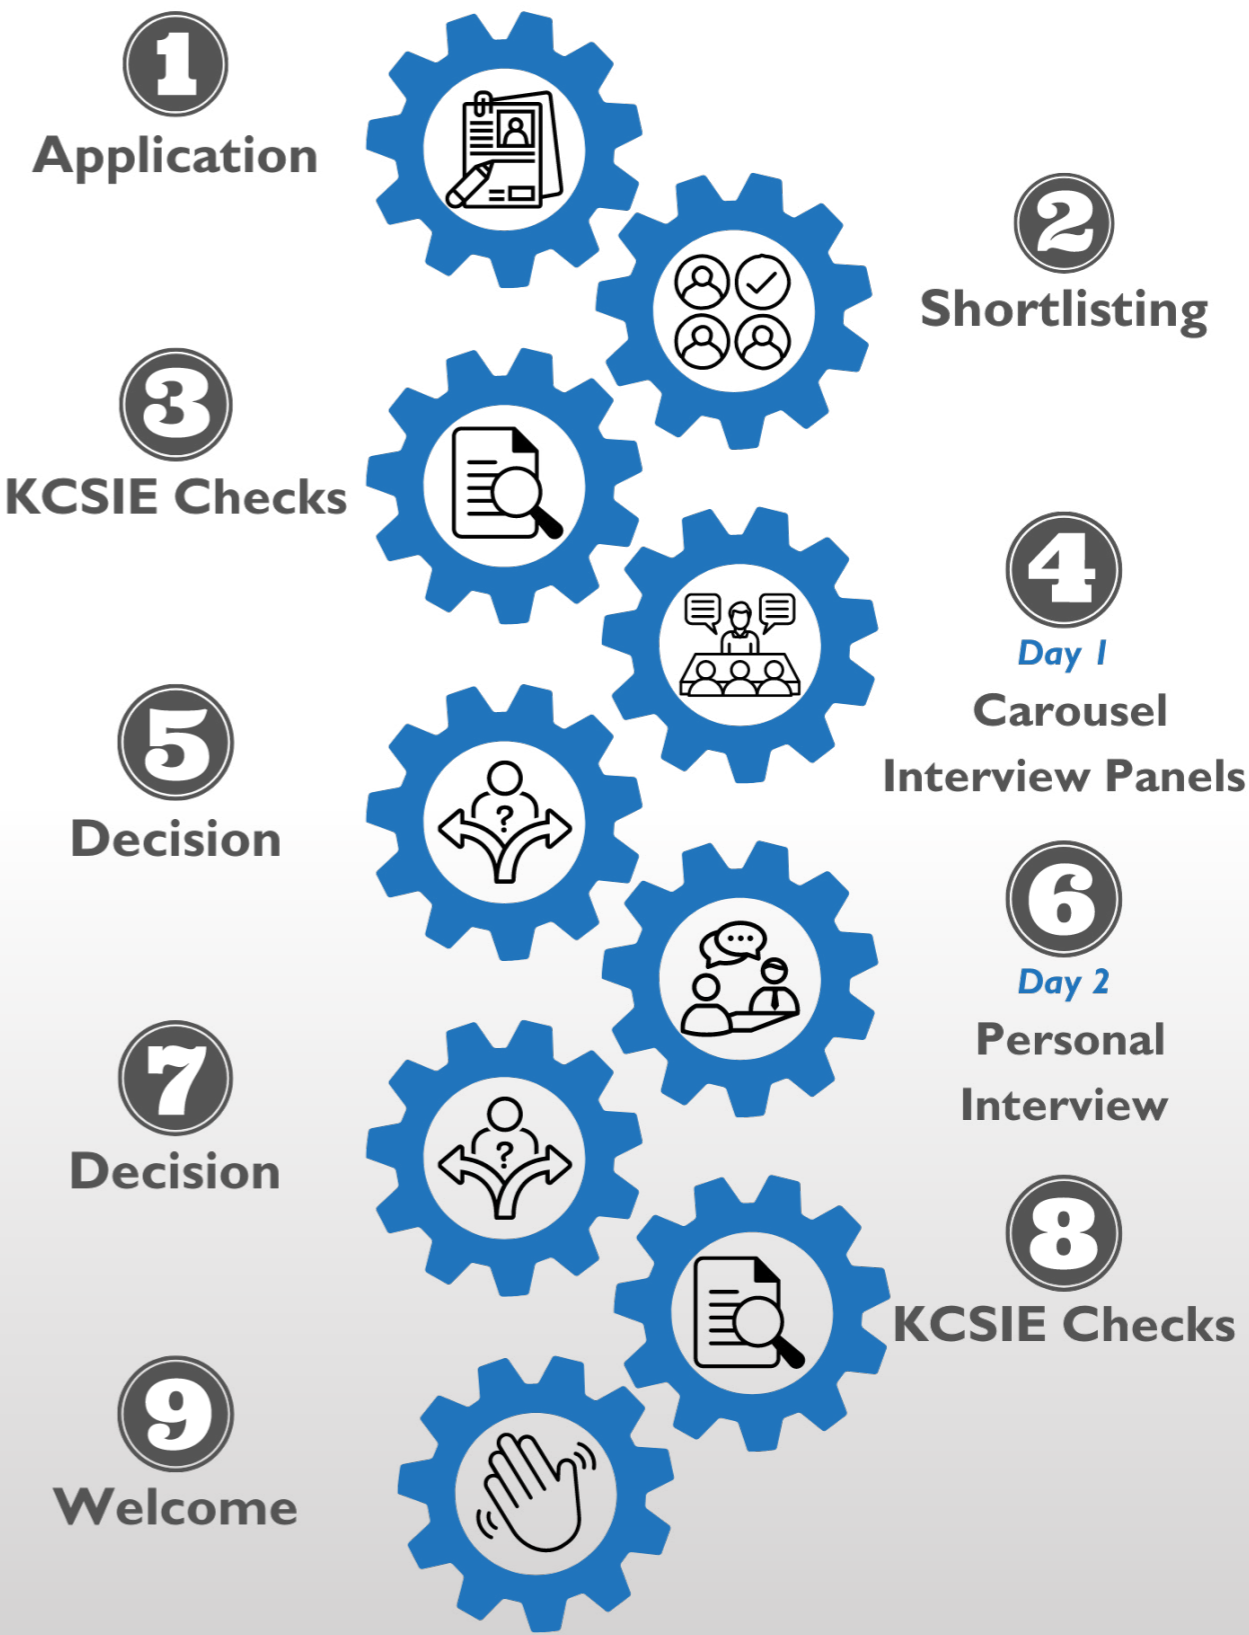 1
Application
2
Shortlisting
3
KCSIE Checks
4
Day 1
Carousel
Interview Panels
5
Decision
?
6
Day 2
Personal
Interview
7
Decision
?
8
KCSIE Checks
9
Welcome